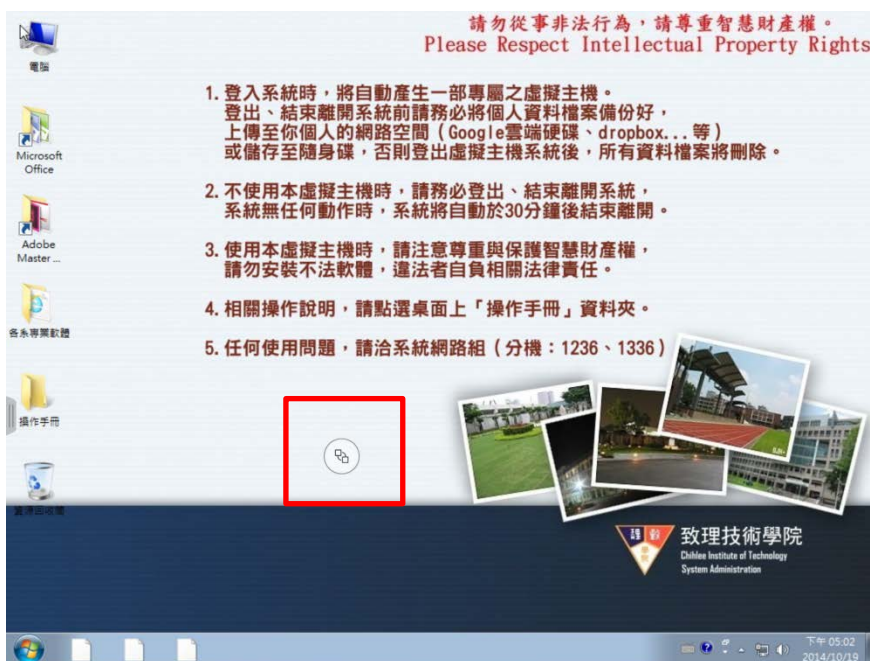 請勿從事非法行為，請尊重智慧財產權。
Please Respect Intellectual Property Rights
1. 登入系統時，將自動產生一部專屬之虛擬主機。
登出、結束離開系統前請務必將個人資料檔案備份好，
上傳至你個人的網路空間（Google雲端硬碟、dropbox...等）
或儲存至隨身碟，否則登出虛擬主機系統後，所有資料檔案將刪除。
2. 不使用本虛擬主機時，請務必登出、結束離開系統，
系統無任何動作時，系統將自動於30分鐘後結束離開。
3. 使用本虛擬主機時，請注意尊重與保護智慧財產權，
請勿安裝不法軟體，違法者自負相關法律責任。
4. 相關操作說明，請點選桌面上「操作手冊」資料夾。
5. 任何使用問題，請洽系統網路組（分機：1236、1336）
電腦
Microsoft
Office
Adobe
Master ...
各系專業軟體
操作手冊
資源回收筒
致理技術學院
Chihlee Institute of Technology
System Administration
下午 05:02
2014/10/19